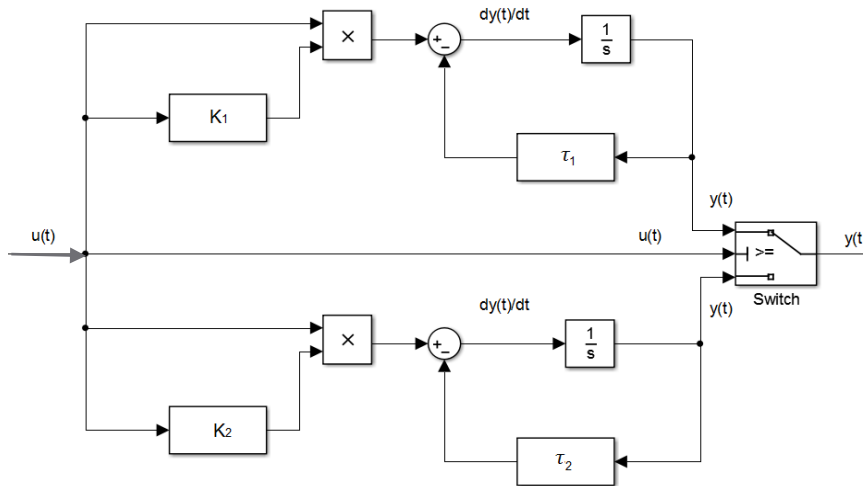 dy(t)/dt
×
+
−
1
s
K1
τ1
y(t)
u(t)
u(t)
>=
y(t
Switch
y(t)
dy(t)/dt
×
+
−
1
s
K2
τ2